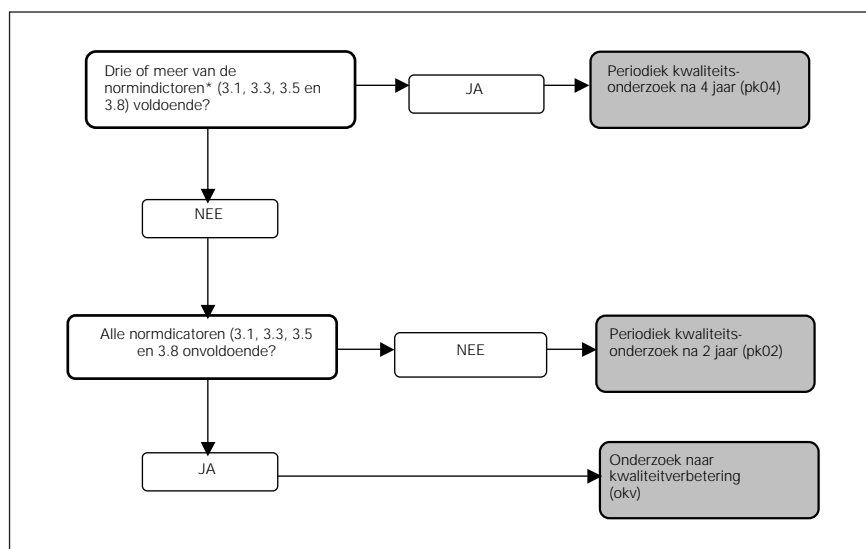 Drie of meer van de
normindictoren* (3.1, 3.3, 3.5 en
3.8) voldoende?
JA
Periodiek kwaliteits-
onderzoek na 4 jaar (pk04)
NEE
Alle normdicatoren (3.1, 3.3, 3.5
en 3.8 onvoldoende?
NEE
Periodiek kwaliteits-
onderzoek na 2 jaar (pk02)
JA
Onderzoek naar
kwaliteitverbetering
(okv)